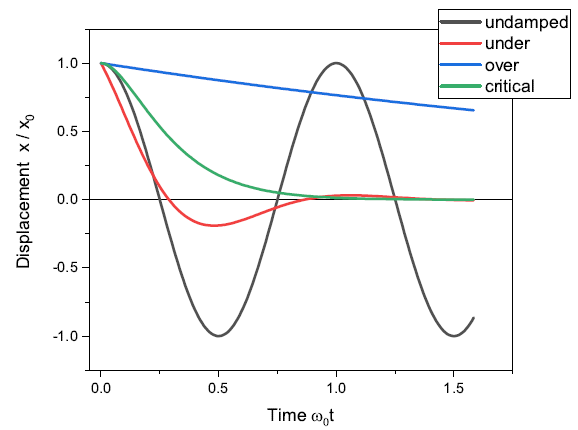 undamped
under
over
critical
1.0
0.5
0.0
-0.5
-1.0
Displacement x / x₀
0.0 0.5 1.0 1.5
Time ω₀t